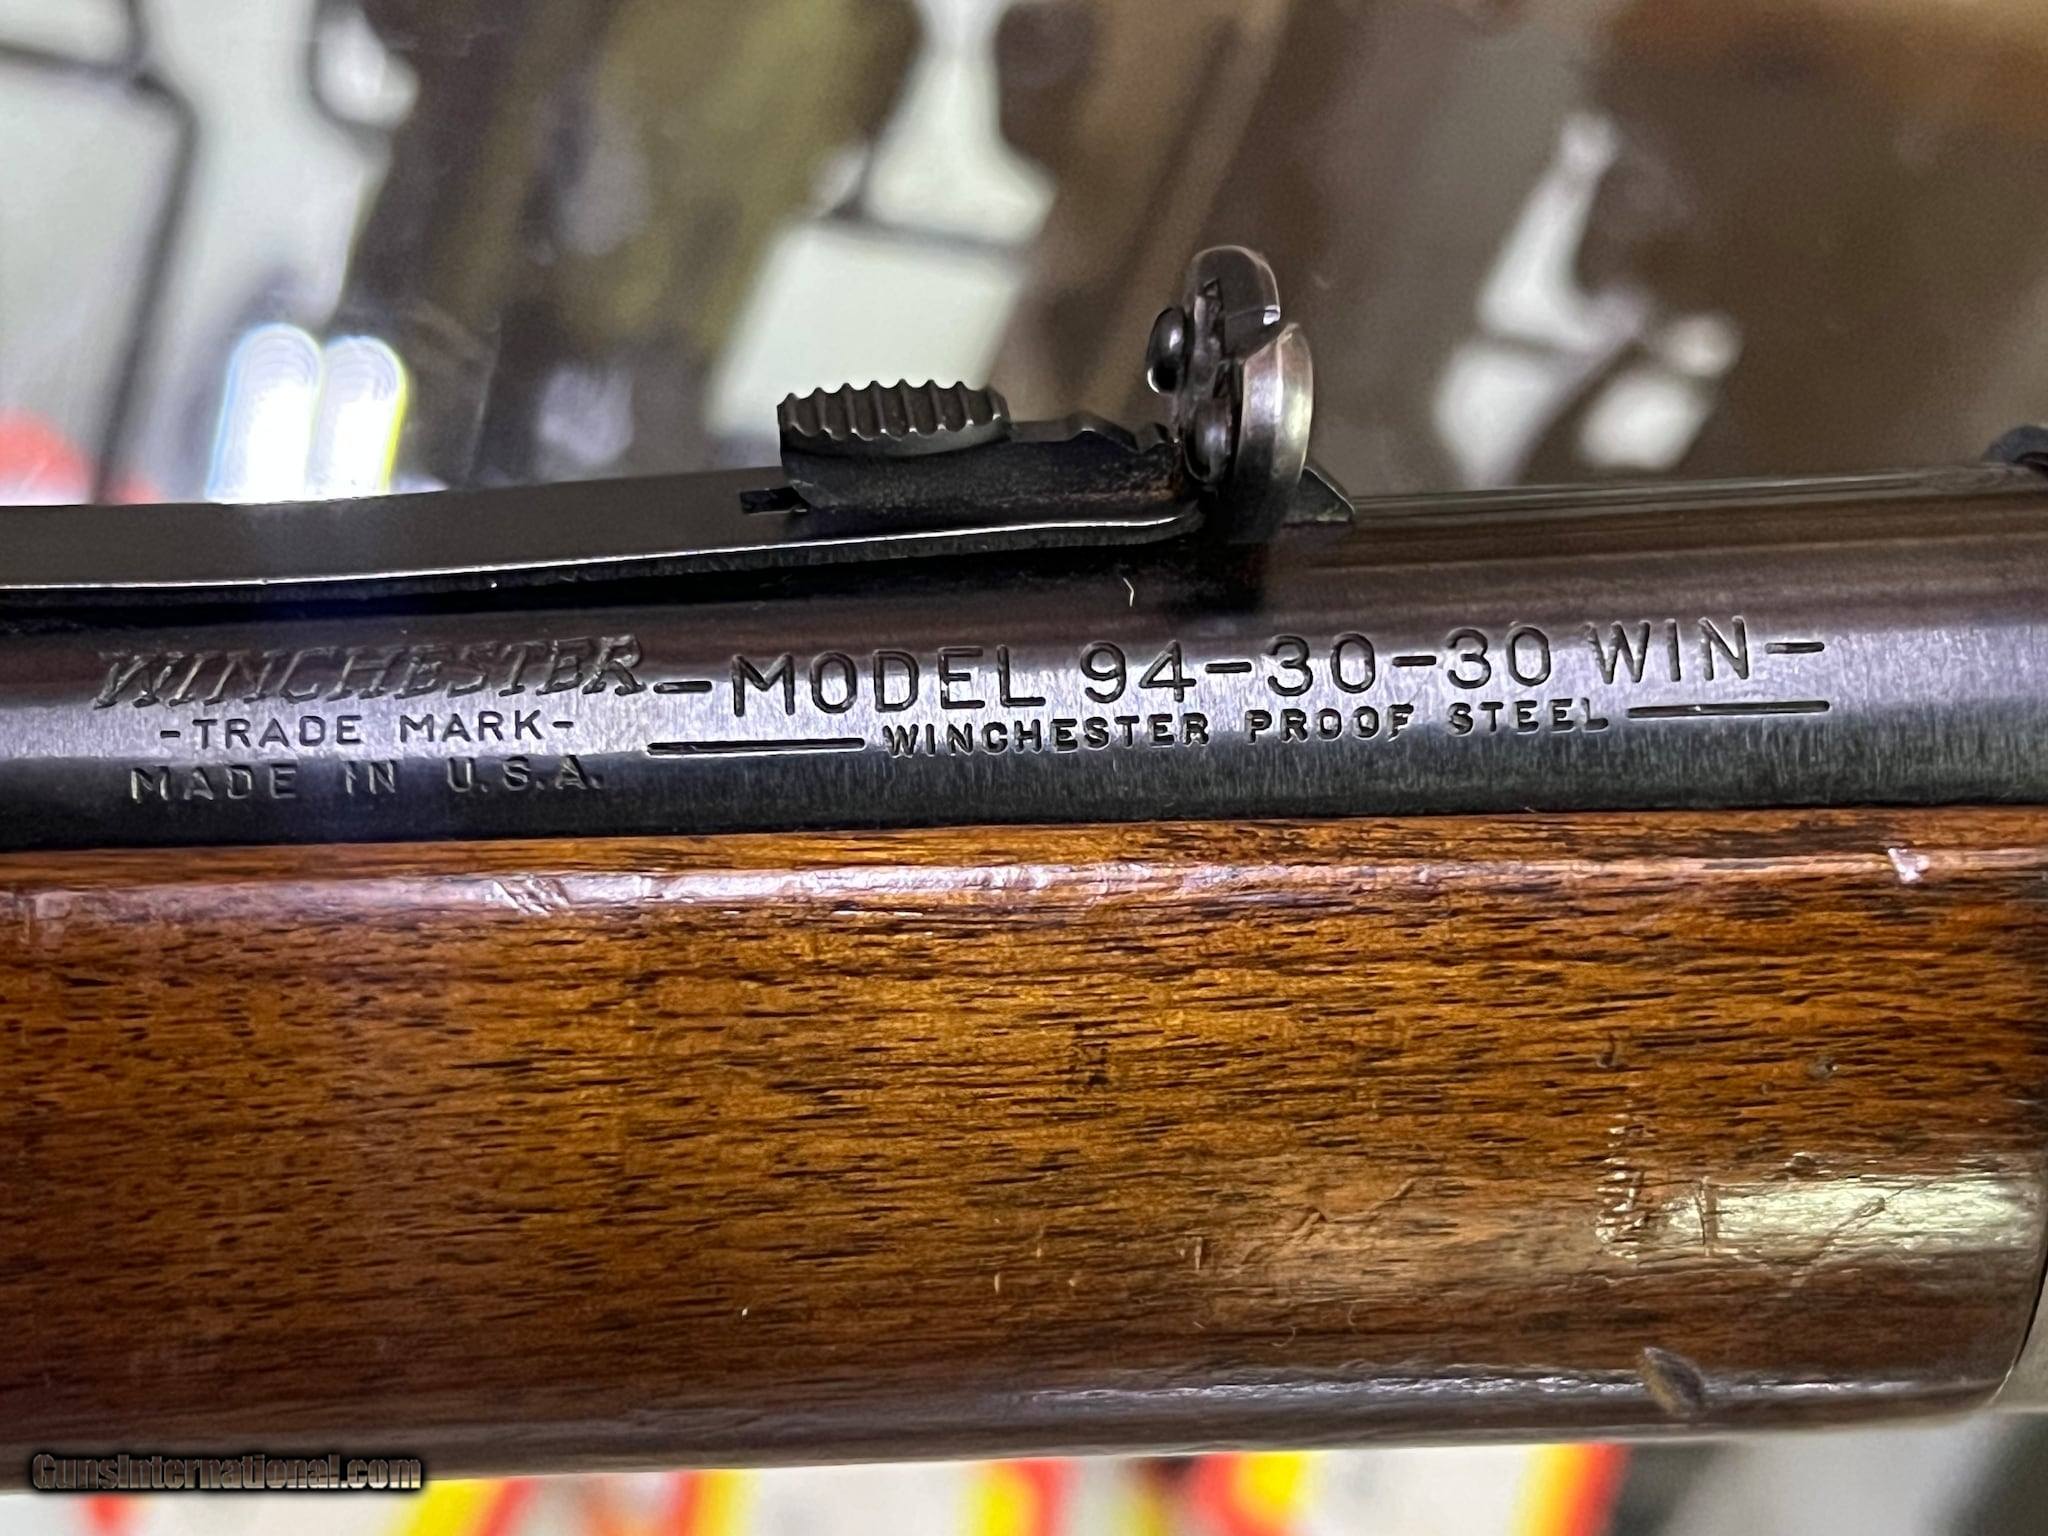 WINCHESTER
-TRADE MARK-
MADE IN U.S.A.
-MODEL 94-30-30 WIN-
WINCHESTER PROOF STEEL
GunsInternational.com